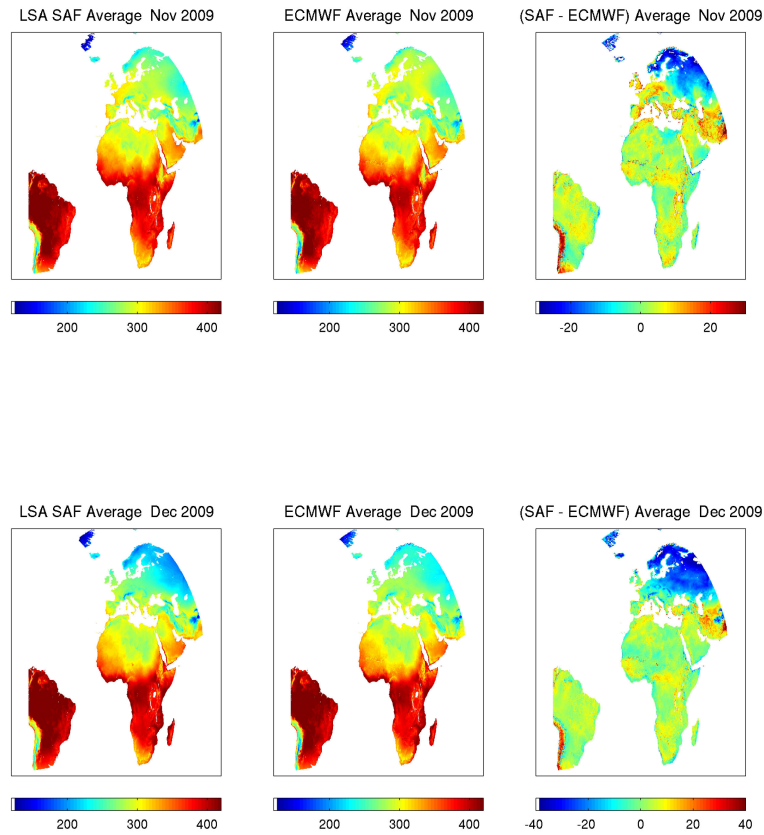 LSA SAF Average  Nov 2009
ECMWF Average  Nov 2009
(SAF - ECMWF) Average  Nov 2009
200 300 400
200 300 400
-20 0 20
LSA SAF Average  Dec 2009
ECMWF Average  Dec 2009
(SAF - ECMWF) Average  Dec 2009
200 300 400
200 300 400
-40 -20 0 20 40